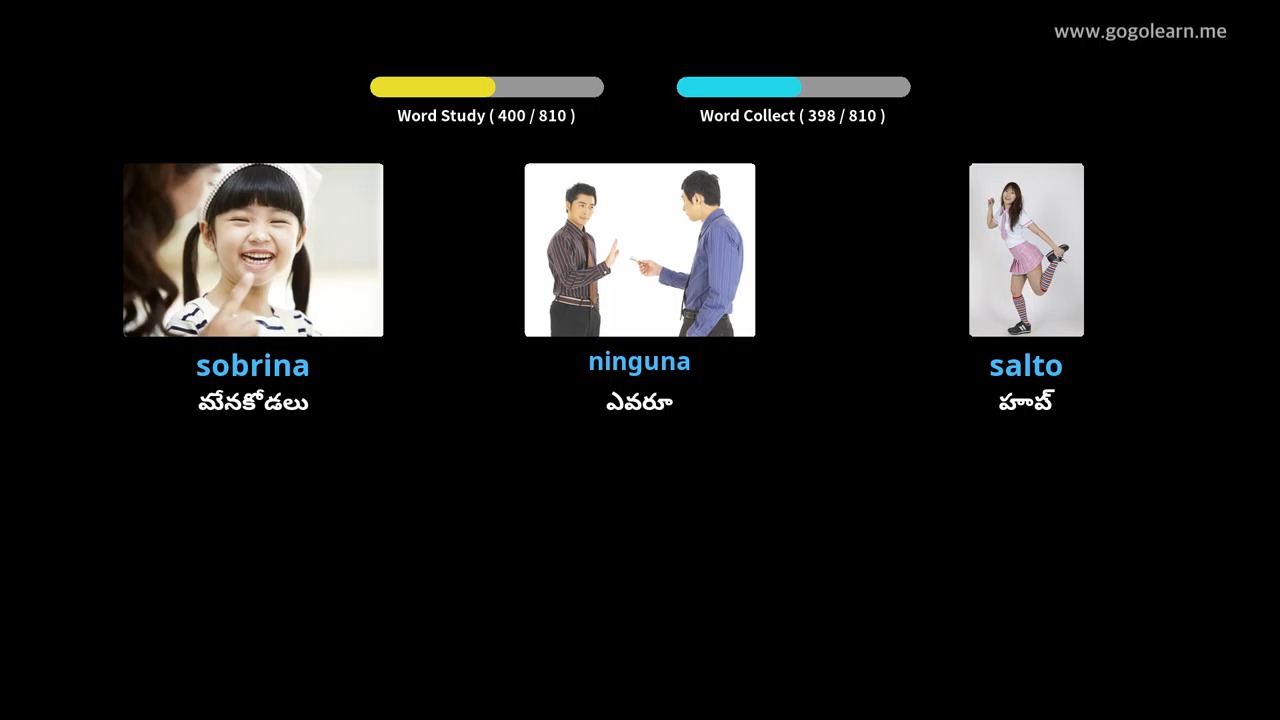 www.gogolearn.me
Word Study ( 400 / 810 )
Word Collect ( 398 / 810 )
sobrina
ninguna
salto
మేనకోడలు
ఎవరూ
హాప్